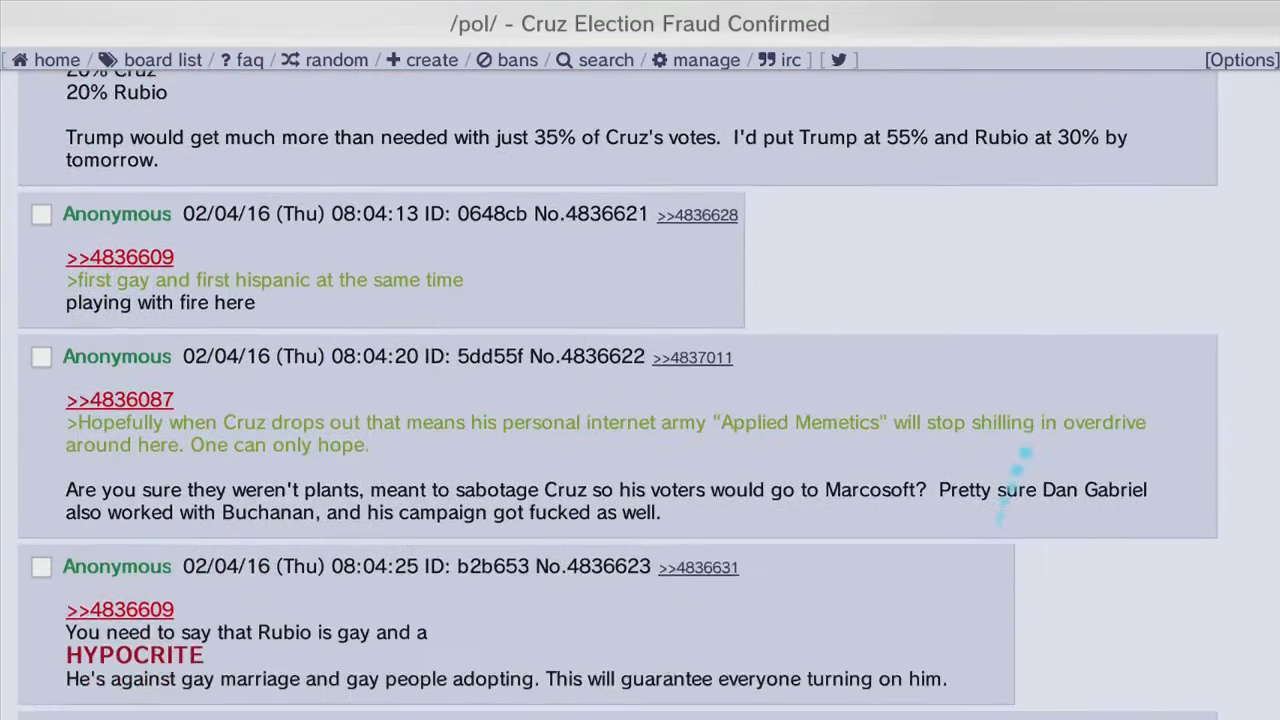 /pol/ - Cruz Election Fraud Confirmed
[ home / board list / ? faq / random / + create / bans / search / manage / irc ] [ ] [Options]
20% Cruz
20% Rubio
Trump would get much more than needed with just 35% of Cruz's votes. I'd put Trump at 55% and Rubio at 30% by
tomorrow.
Anonymous 02/04/16 (Thu) 08:04:13 ID: 0648cb No.4836621 >>4836628
>>4836609
>first gay and first hispanic at the same time
playing with fire here
Anonymous 02/04/16 (Thu) 08:04:20 ID: 5dd55f No.4836622 >>4837011
>>4836087
>Hopefully when Cruz drops out that means his personal internet army "Applied Memetics" will stop shilling in overdrive
around here. One can only hope.
Are you sure they weren't plants, meant to sabotage Cruz so his voters would go to Marcosoft? Pretty sure Dan Gabriel
also worked with Buchanan, and his campaign got fucked as well.
Anonymous 02/04/16 (Thu) 08:04:25 ID: b2b653 No.4836623 >>4836631
>>4836609
You need to say that Rubio is gay and a
HYPOCRITE
He's against gay marriage and gay people adopting. This will guarantee everyone turning on him.